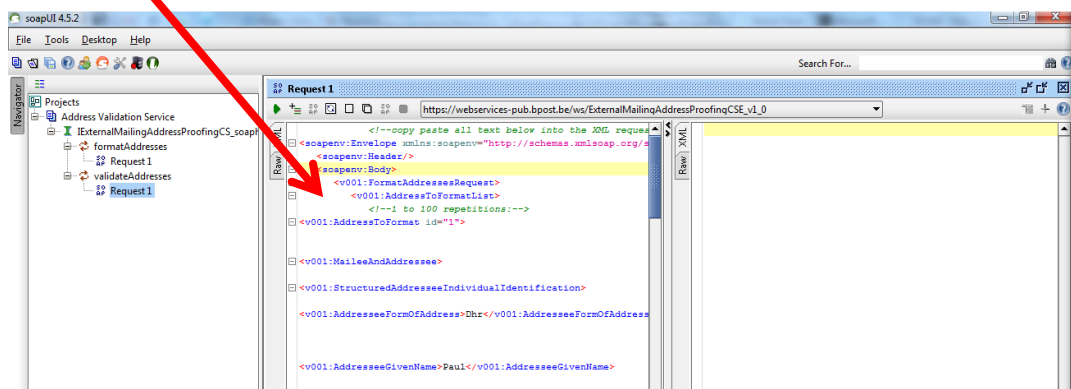 soapUI 4.5.2
File Tools Desktop Help
Search For...
Navigator
Projects
Address Validation Service
IExternalMailingAddressProofingCS_soapH
formatAddresses
Request 1
validateAddresses
Request 1
Request 1
https://webservices-pub.bpost.be/ws/ExternalMailingAddressProofingCSE_v1_0
XML
Raw
<!--copy paste all text below into the XML reques
<soapenv:Envelope xmlns:soapenv="http://schemas.xmlsoap.org/s
<soapenv:Header/>
<soapenv:Body>
<v001:FormatAddressesRequest>
<v001:AddressToFormatList>
<!--1 to 100 repetitions:-->
<v001:AddressToFormat id="1">
<v001:MaileeAndAddressee>
<v001:StructuredAddresseeIndividualIdentification>
<v001:AddresseeFormOfAddress>Dhr</v001:AddresseeFormOfAddress
<v001:AddresseeGivenName>Paul</v001:AddresseeGivenName>
XML
Raw